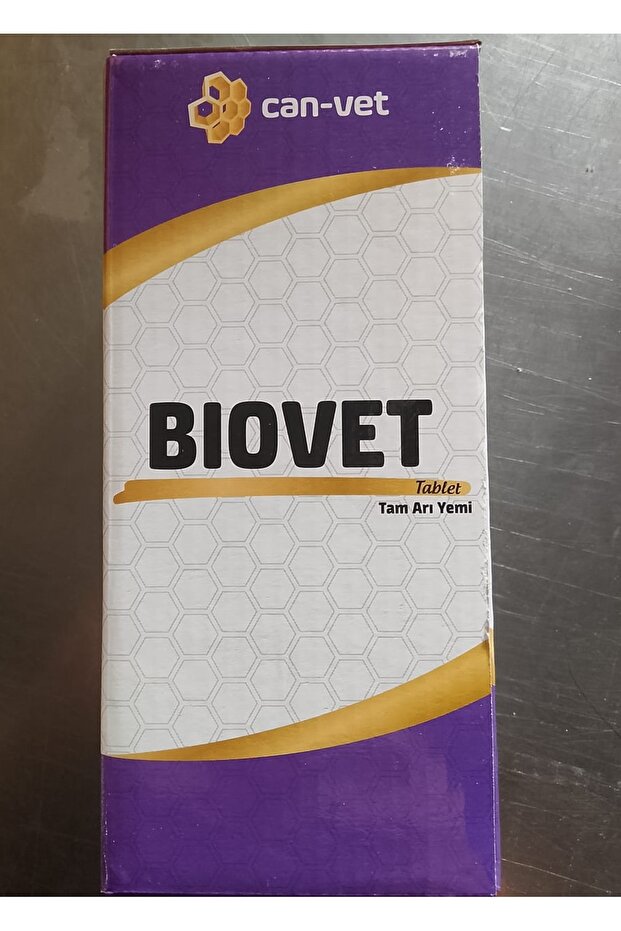 can-vet
BIOVET
Tablet
Tam Arı Yemi